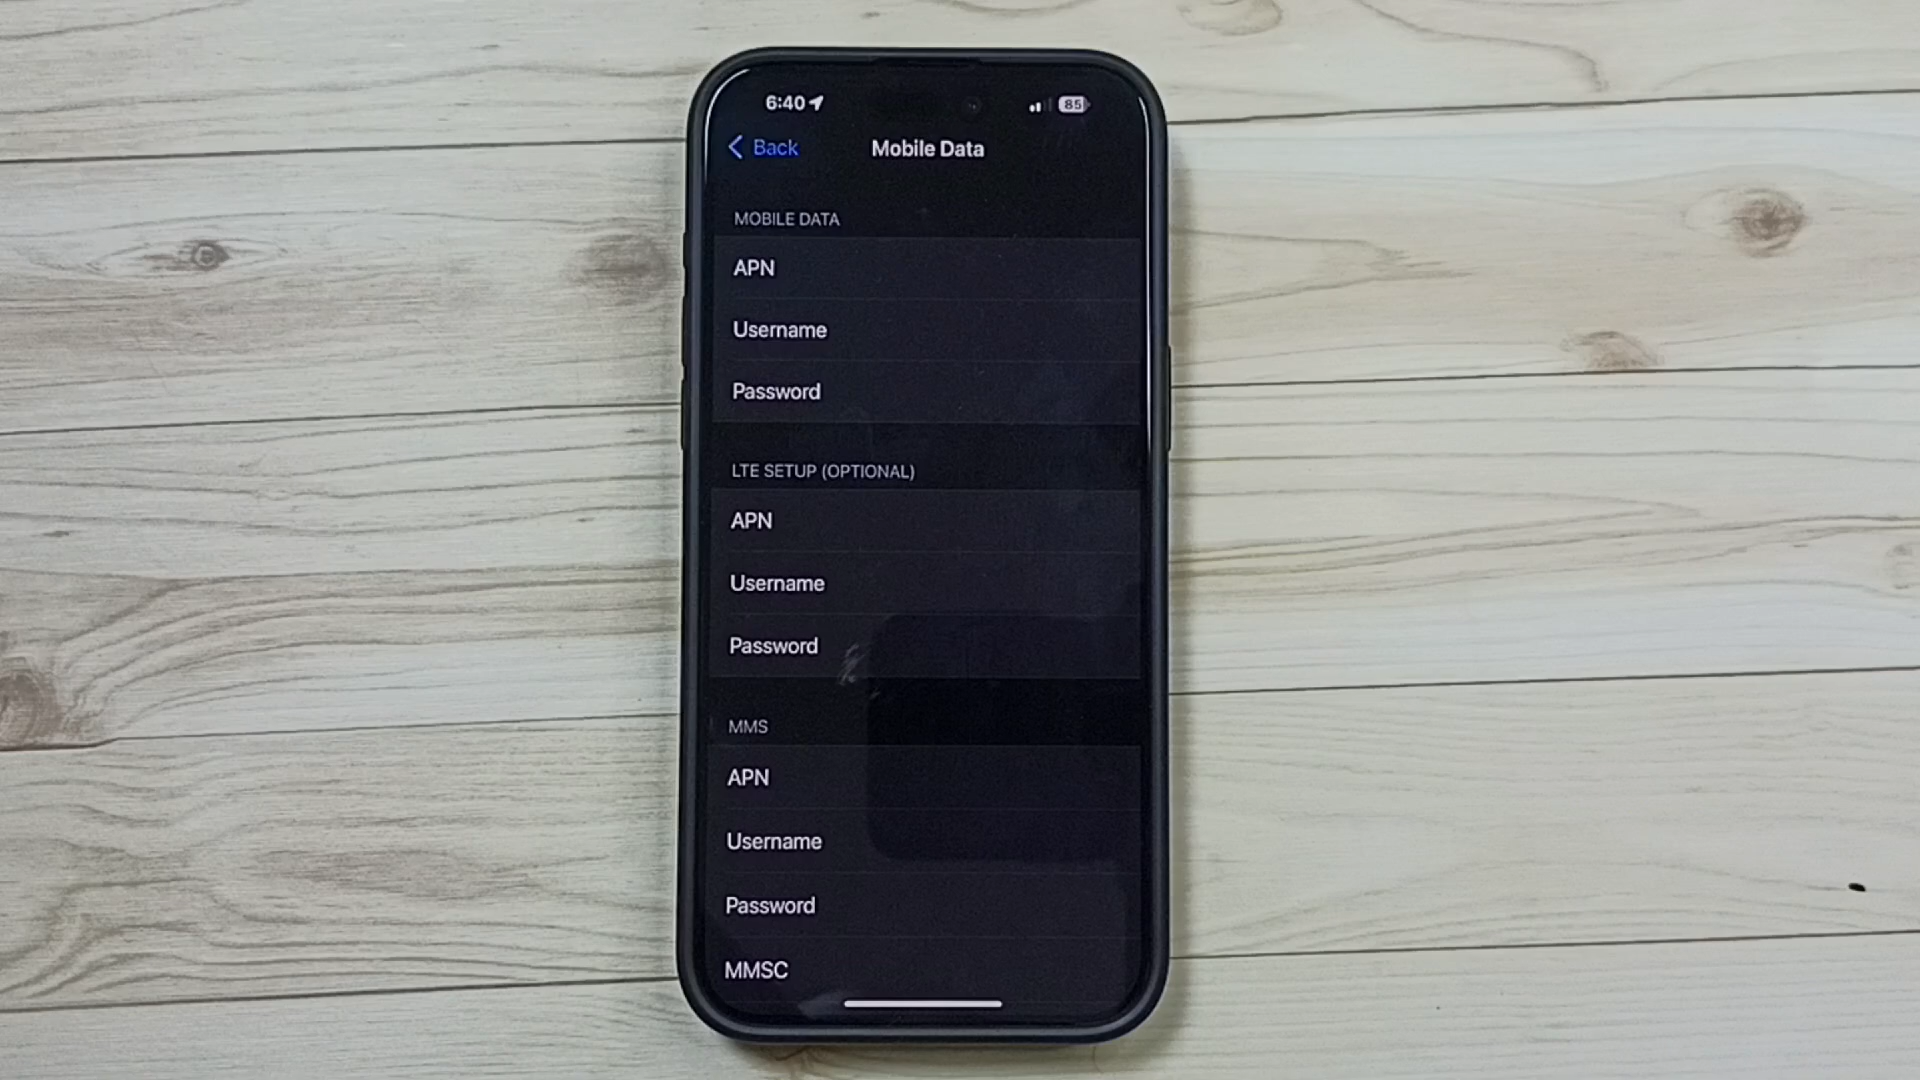 6:40 85
Back Mobile Data
MOBILE DATA
APN
Username
Password
LTE SETUP (OPTIONAL)
APN
Username
Password
MMS
APN
Username
Password
MMSC